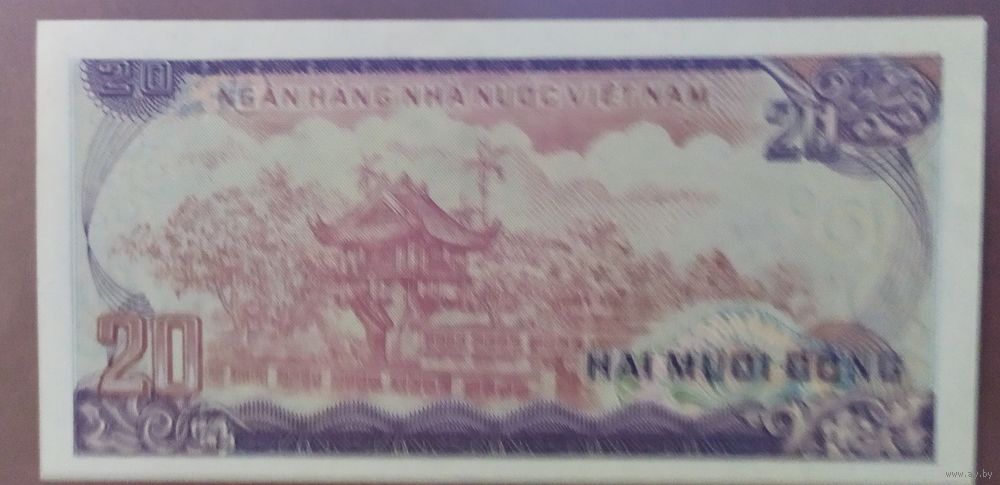 20
NGÂN HÀNG NHÀ NƯỚC VIỆT NAM
20
20
HAI MƯƠI ĐỒNG
www.ay.by